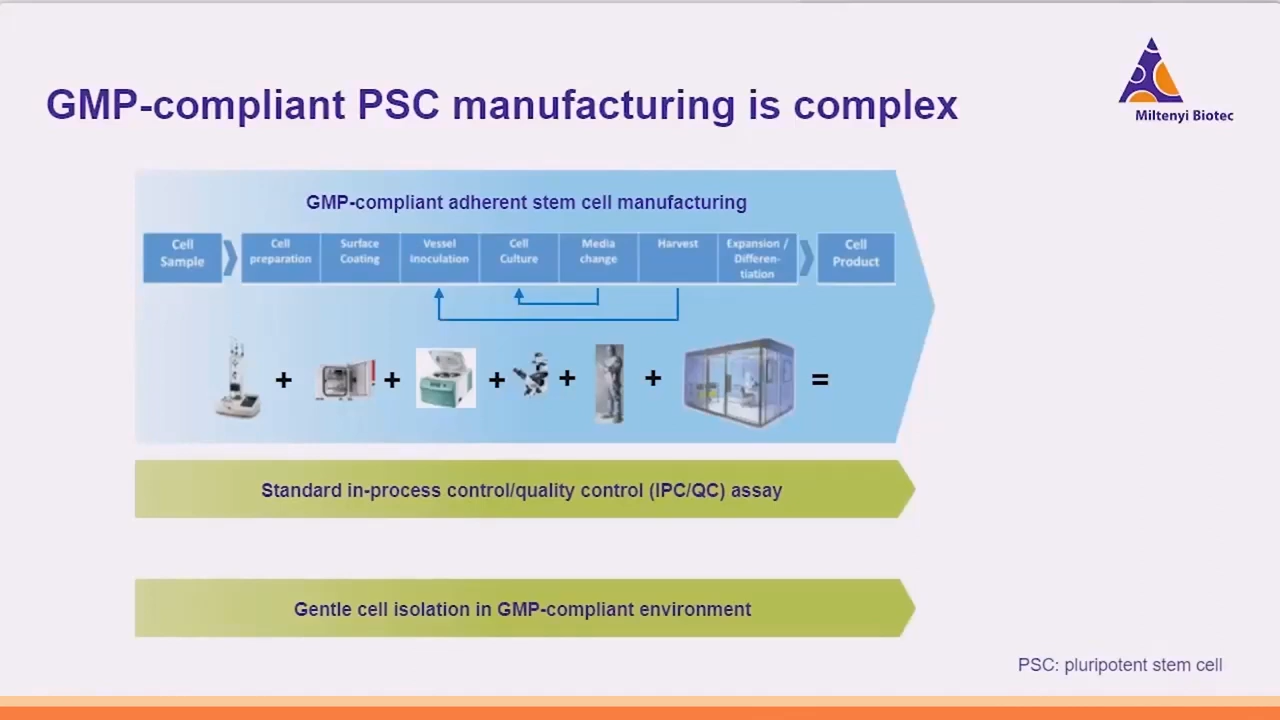 GMP-compliant PSC manufacturing is complex
Miltenyi Biotec
GMP-compliant adherent stem cell manufacturing
Cell
Sample
Cell
preparation
Surface
Coating
Vessel
Inoculation
Cell
Culture
Media
change
Harvest
Expansion /
Differen-
tiation
Cell
Product
+ + + + + =
Standard in-process control/quality control (IPC/QC) assay
Gentle cell isolation in GMP-compliant environment
PSC: pluripotent stem cell